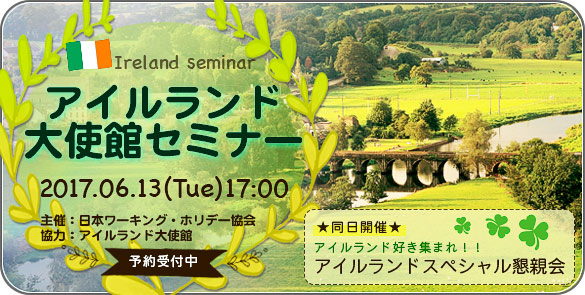 Ireland seminar
アイルランド
大使館セミナー
2017.06.13(Tue)17:00
主催：日本ワーキング・ホリデー協会
協力：アイルランド大使館
予約受付中
★同日開催★
アイルランド好き集まれ！！
アイルランドスペシャル懇親会